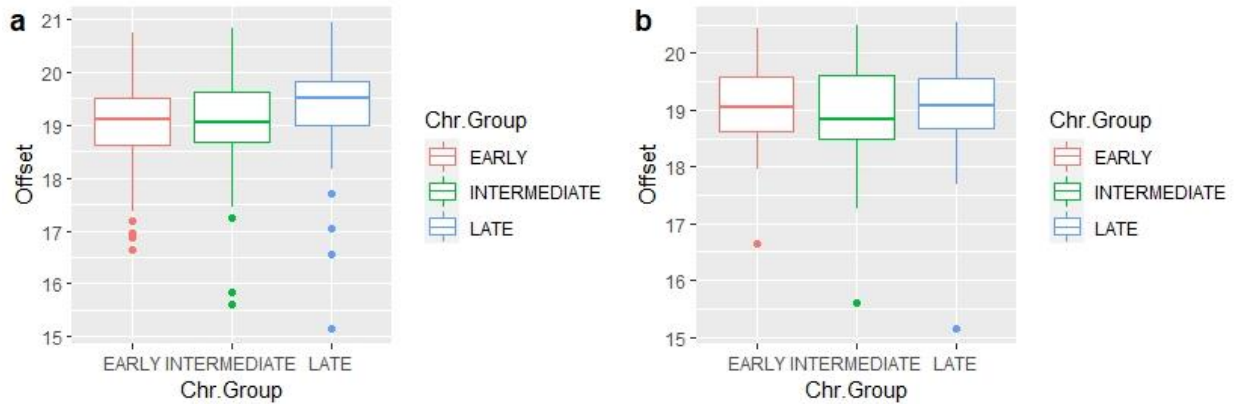 a
21
20
19
18
17
16
15
Offset
EARLY INTERMEDIATE LATE
Chr.Group
Chr.Group
EARLY
INTERMEDIATE
LATE
b
20
19
18
17
16
15
Offset
EARLY INTERMEDIATE LATE
Chr.Group
Chr.Group
EARLY
INTERMEDIATE
LATE